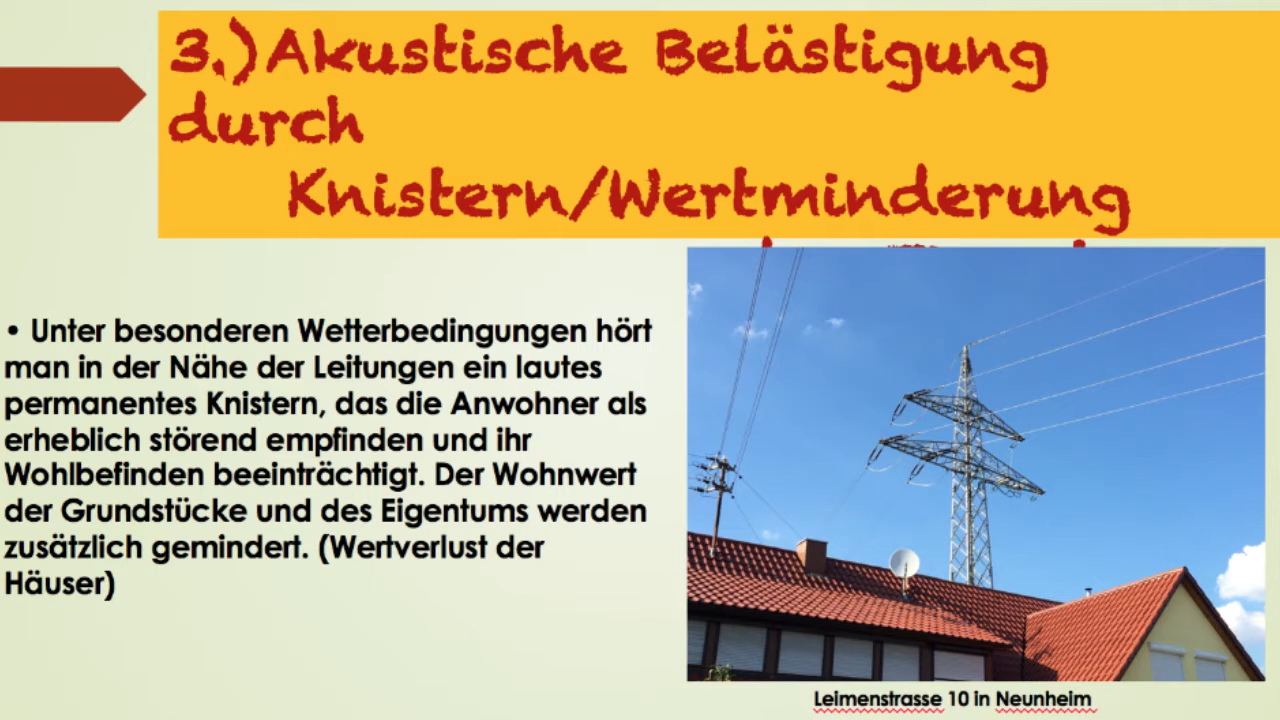 3.)Akustische Belästigung
durch
Knistern/Wertminderung
• Unter besonderen Wetterbedingungen hört
man in der Nähe der Leitungen ein lautes
permanentes Knistern, das die Anwohner als
erheblich störend empfinden und ihr
Wohlbefinden beeinträchtigt. Der Wohnwert
der Grundstücke und des Eigentums werden
zusätzlich gemindert. (Wertverlust der
Häuser)
Leimenstrasse 10 in Neunheim